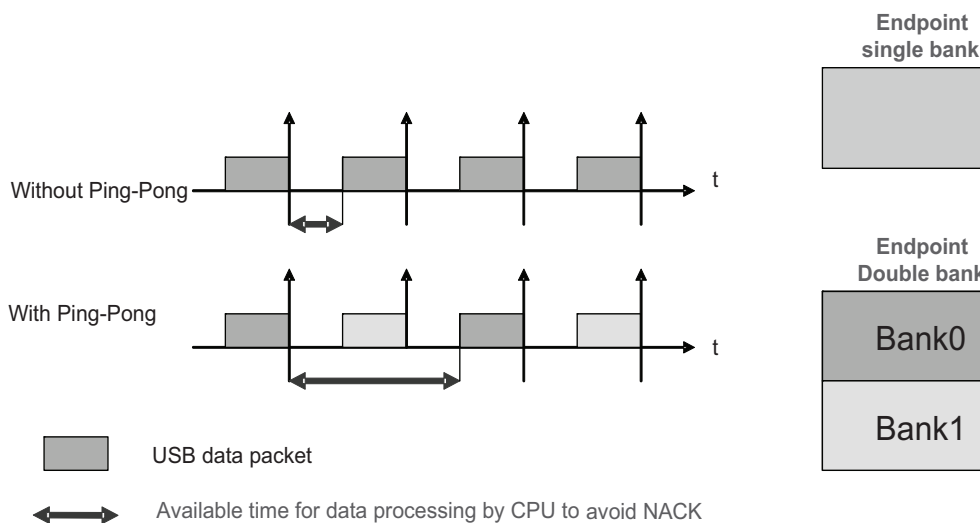 Endpoint
single bank
Without Ping-Pong
t
Endpoint
Double bank
With Ping-Pong
t
Bank0
Bank1
USB data packet
Available time for data processing by CPU to avoid NACK